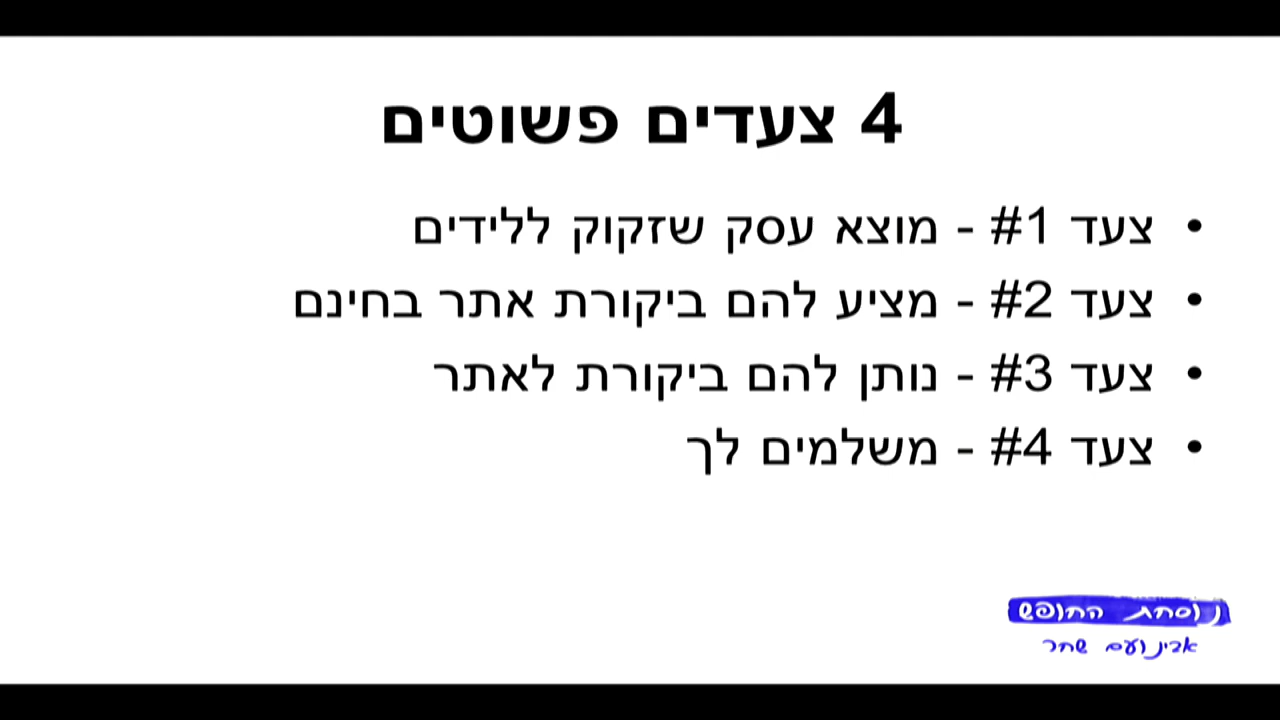 4 צעדים פשוטים
• צעד #1 - מוצא עסק שזקוק ללידים
• צעד #2 - מציע להם ביקורת אתר בחינם
• צעד #3 - נותן להם ביקורת לאתר
• צעד #4 - משלמים לך
נוסחת החופש
אבינועם שחר